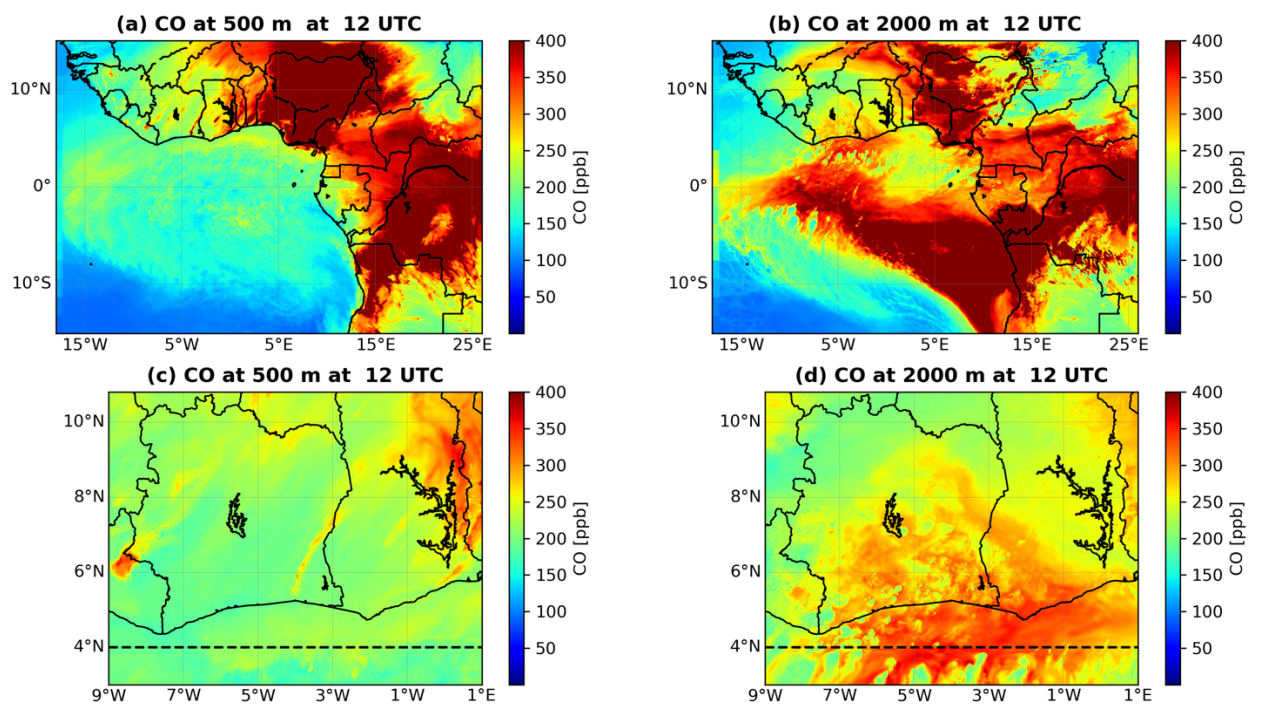 (a) CO at 500 m at 12 UTC
10°N
0°
10°S
15°W 5°W 5°E 15°E 25°E
400
350
300
250
200
150
100
50
CO [ppb]
(b) CO at 2000 m at 12 UTC
10°N
0°
10°S
15°W 5°W 5°E 15°E 25°E
400
350
300
250
200
150
100
50
CO [ppb]
(c) CO at 500 m at 12 UTC
10°N
8°N
6°N
4°N
9°W 7°W 5°W 3°W 1°W 1°E
400
350
300
250
200
150
100
50
CO [ppb]
(d) CO at 2000 m at 12 UTC
10°N
8°N
6°N
4°N
9°W 7°W 5°W 3°W 1°W 1°E
400
350
300
250
200
150
100
50
CO [ppb]